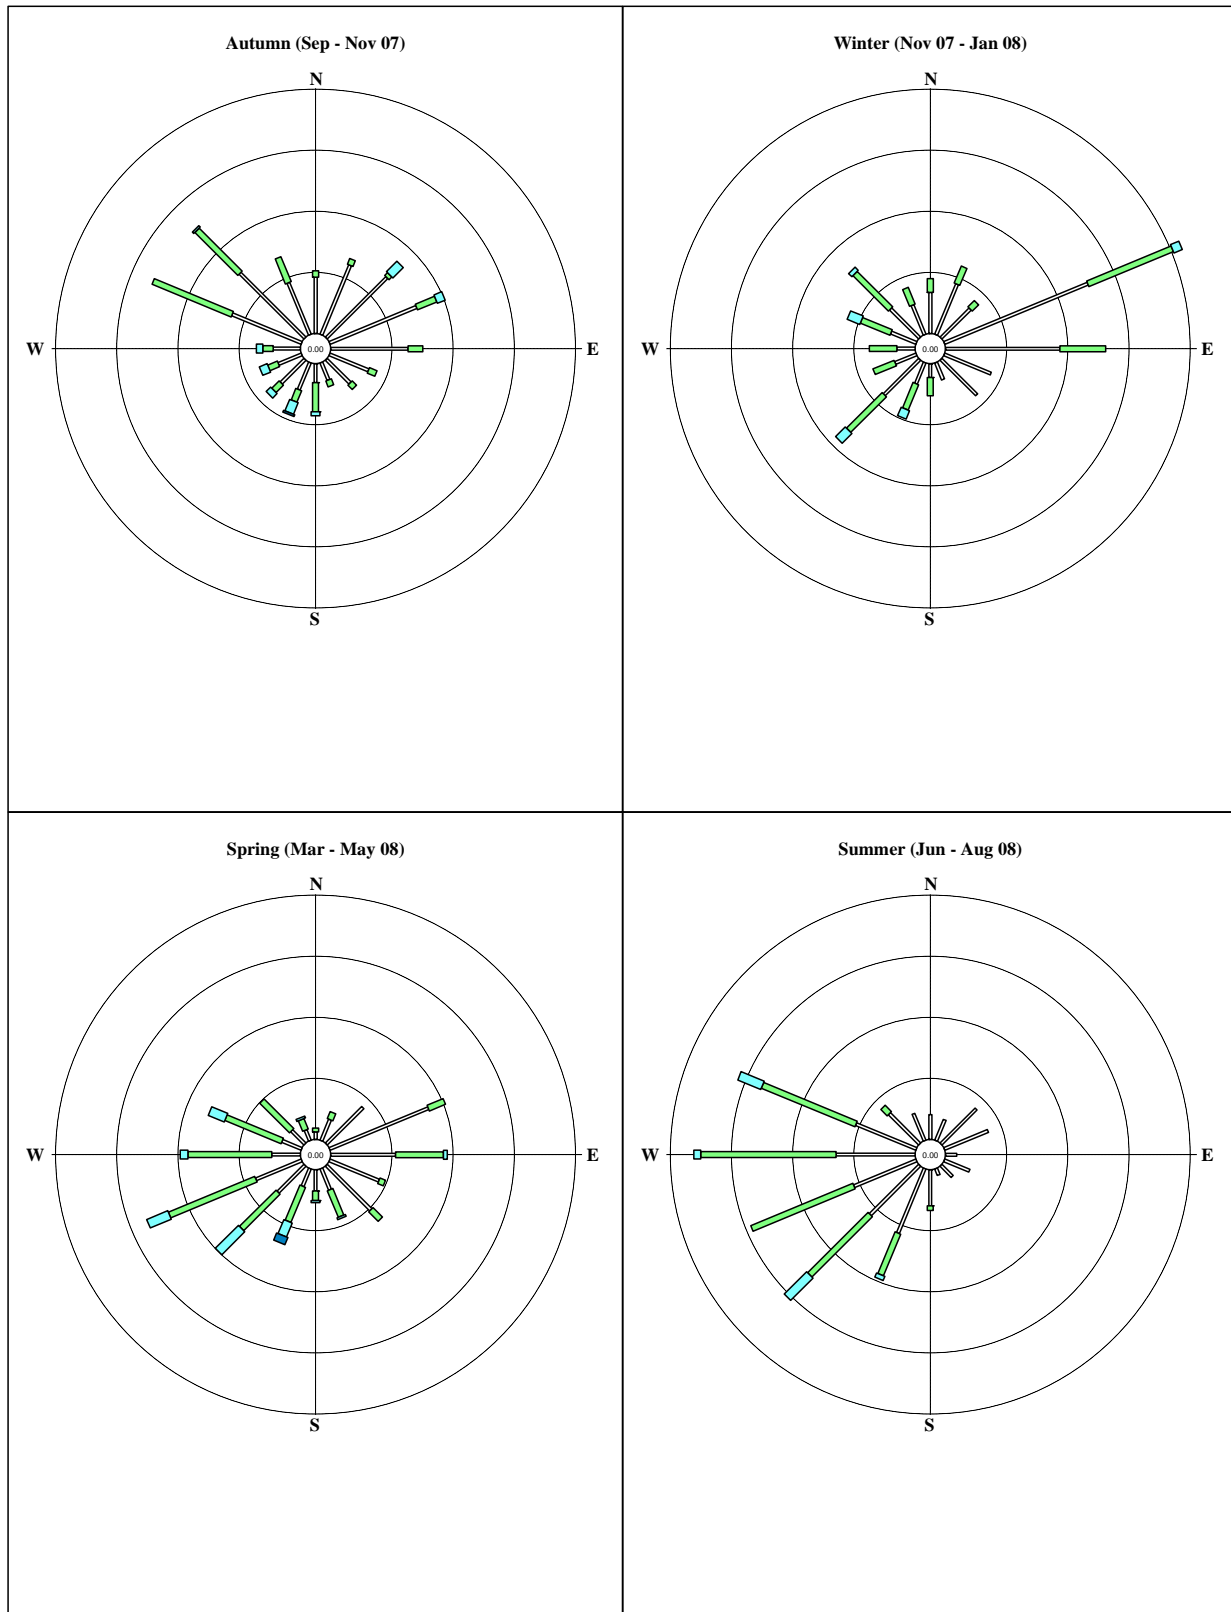 Autumn (Sep - Nov 07)
N
W
0.00
E
S
Winter (Nov 07 - Jan 08)
N
W
0.00
E
S
Spring (Mar - May 08)
N
W
0.00
E
S
Summer (Jun - Aug 08)
N
W
0.00
E
S